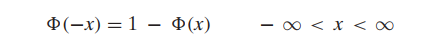 Φ(−x) = 1 − Φ(x) − ∞ < x < ∞